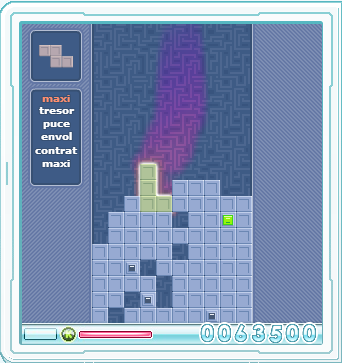 maxi
tresor
puce
envol
contrat
maxi
0063500